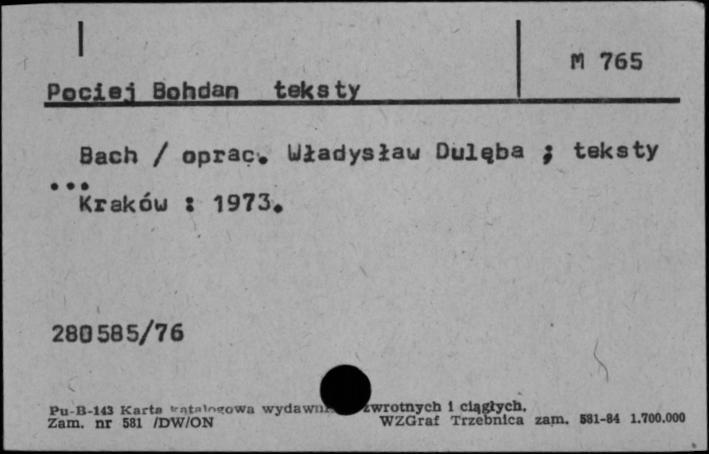 M 765
Pociej Bohdan teksty
Bach / oprac. Władysław Dulęba ; teksty
...
Kraków : 1973.
280585/76
Pu-B-143 Karta katalogowa zwrotnych i ciągłych.
Zam. nr 581 /DW/ON WZGraf Trzebnica zam. 581-84 1.700.000